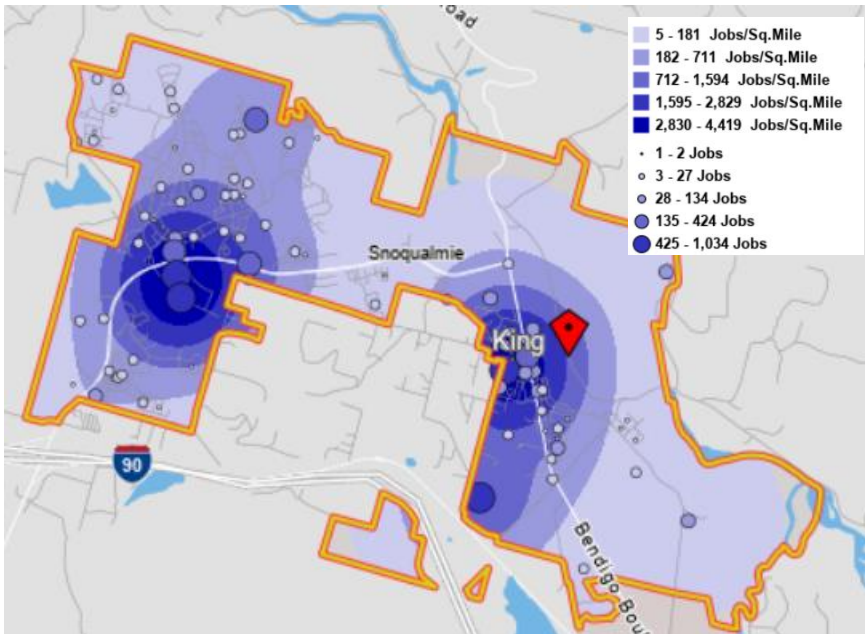 oad
5 - 181 Jobs/Sq.Mile
182 - 711 Jobs/Sq.Mile
712 - 1,594 Jobs/Sq.Mile
1,595 - 2,829 Jobs/Sq.Mile
2,830 - 4,419 Jobs/Sq.Mile
1 - 2 Jobs
3 - 27 Jobs
28 - 134 Jobs
135 - 424 Jobs
425 - 1,034 Jobs
Snoqualmie
King
90
Bendigo Boul